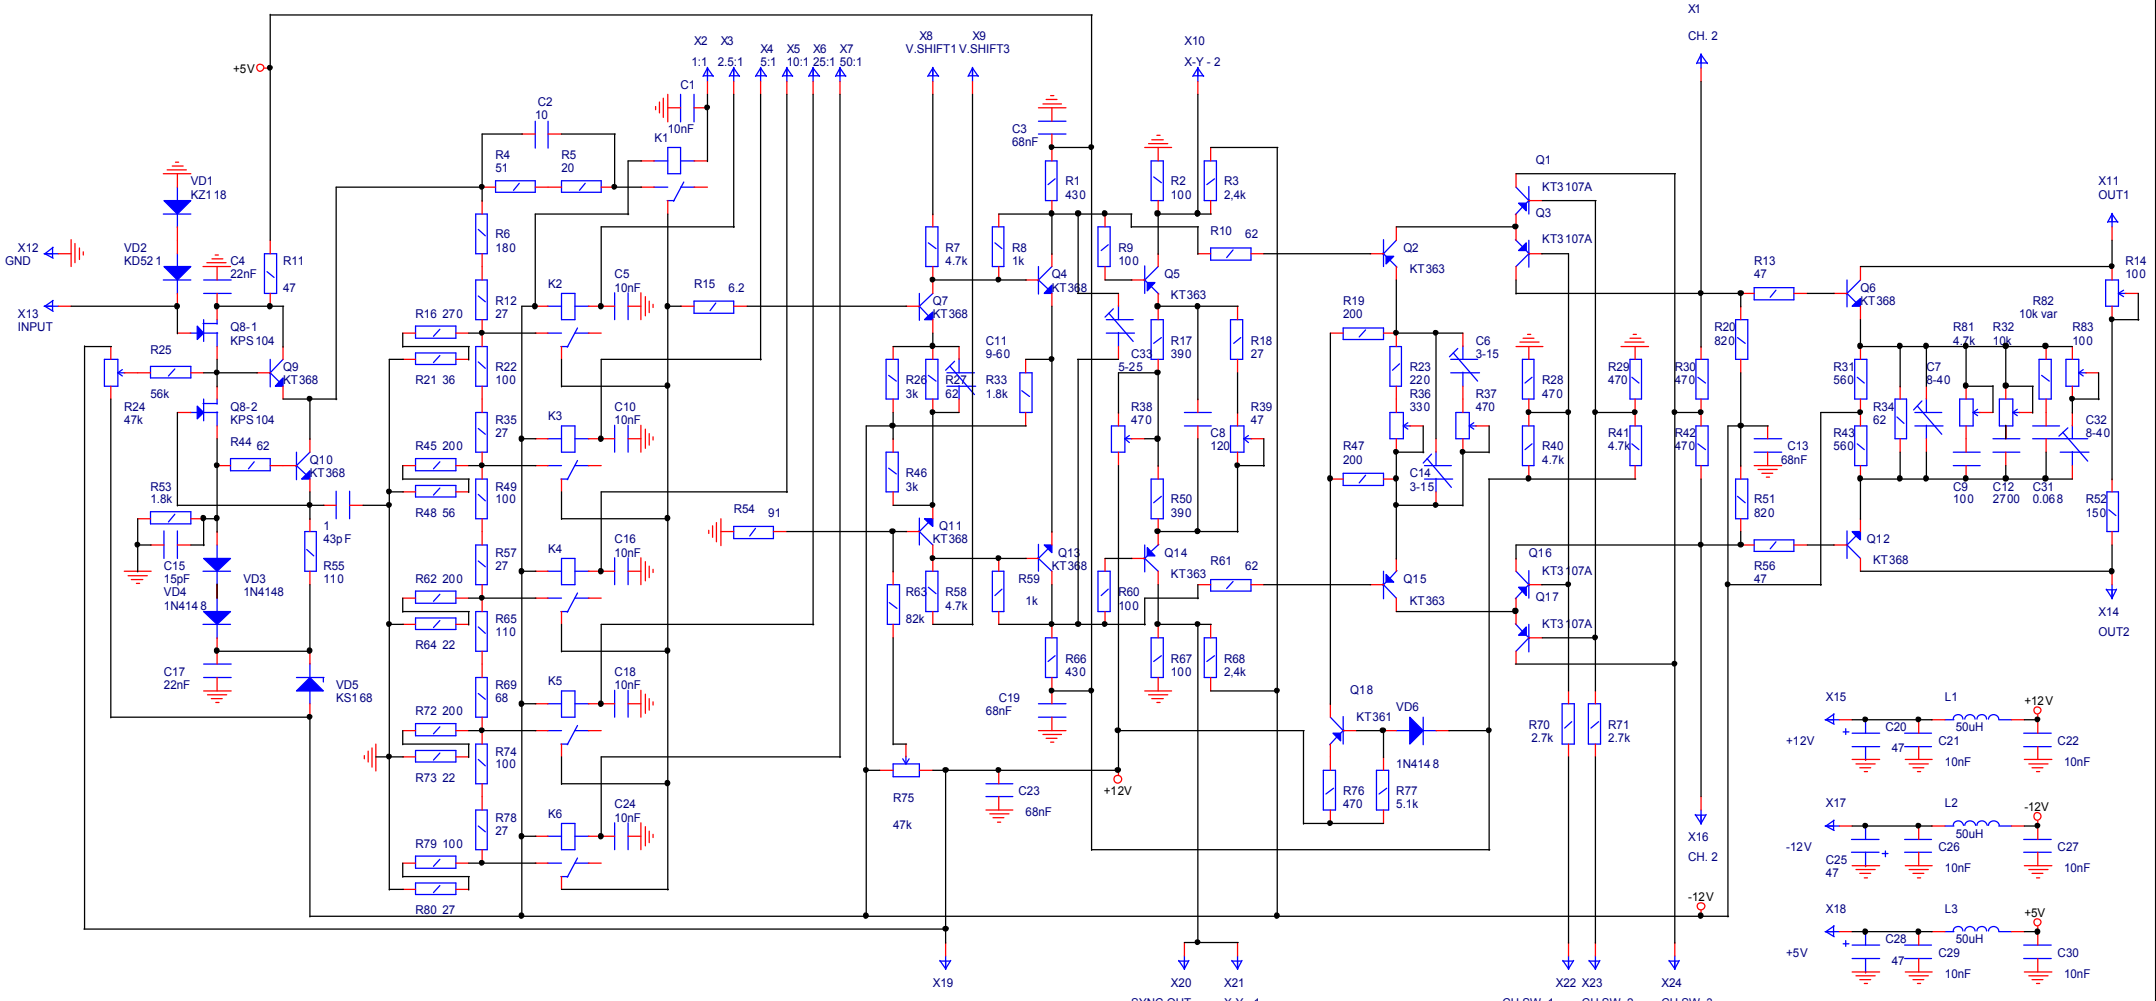 X1
CH. 2
+5V
X2 X3
1:1 2.5:1
X4
5:1
X5
10:1
X6
25:1
X7
50:1
X8
V.SHIFT1
X9
V.SHIFT3
X10
X-Y - 2
C1
10nF
K1
C2
10
R4
51
R5
20
C3
68nF
R1
430
R2
100
R3
2,4k
Q1
KT3107A
Q3
KT3107A
X11
OUT1
VD1
KZ118
VD2
KD521
X12
GND
X13
INPUT
C4
22nF
R11
47
R6
180
R7
4.7k
R8
1k
R9
100
R10 62
Q2
KT363
R13
47
R14
100
Q8-1
KPS104
R25
56k
R24
47k
Q9
KT368
Q8-2
KPS104
R44 62
Q10
KT368
R12
27
R16 270
R21 36
R22
100
K2
C5
10nF
R15 6.2
Q7
KT368
Q4
KT368
Q5
KT363
R19
200
C6
3-15
R20
820
Q6
KT368
R82
10k var
R81
4.7k
R32
10k
R83
100
R26
3k
R27
62
C11
9-60
R33
1.8k
C33
5-25
R17
390
R18
27
R23
220
R36
330
R37
470
R28
470
R29
470
R30
470
R31
560
R34
62
C7
8-40
C32
8-40
R35
27
K3
C10
10nF
R38
470
C8
120
R39
47
R40
4.7k
R41
4.7k
R42
470
C13
68nF
R43
560
R45 200
R48 56
R49
100
R46
3k
R47
200
C14
3-15
R50
390
R51
820
C9
100
C12
2700
C31
0.068
R52
150
R53
1.8k
C15
15pF
VD4
1N4148
VD3
1N4148
1
43pF
R55
110
R54 91
Q11
KT368
Q13
KT368
Q14
KT363
R61 62
Q15
KT363
Q16
KT3107A
Q17
KT3107A
R56
47
Q12
KT368
R57
27
K4
C16
10nF
R62 200
R64 22
R65
110
R63
82k
R58
4.7k
R59
1k
R60
100
X14
OUT2
C17
22nF
VD5
KS168
R69
68
K5
C18
10nF
R66
430
C19
68nF
R67
100
R68
2,4k
Q18
KT361
VD6
1N4148
R70
2.7k
R71
2.7k
R72 200
R73 22
R74
100
R75
47k
C23
68nF
+12V
R76
470
R77
5.1k
R78
27
K6
C24
10nF
R79 100
R80 27
X16
CH. 2
-12V
X15
+12V
C20
47
L1
50uH
C21
10nF
+12V
C22
10nF
X17
-12V
C25
47
L2
50uH
C26
10nF
-12V
C27
10nF
X18
+5V
C28
47
L3
50uH
C29
10nF
+5V
C30
10nF
X19
X20
X21
X22 X23
X24